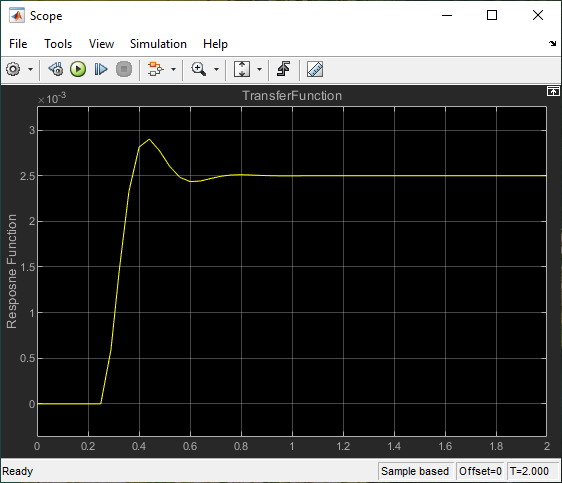 Scope
File Tools View Simulation Help
TransferFunction
×10-3
3
2.5
2
1.5
1
0.5
0
Resposne Function
0 0.2 0.4 0.6 0.8 1 1.2 1.4 1.6 1.8 2
Ready Sample based Offset=0 T=2.000